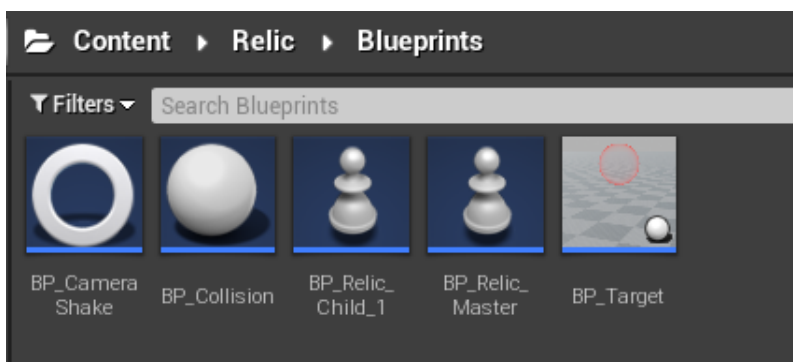 Content Relic Blueprints
Filters Search Blueprints
BP_Camera
Shake
BP_Collision
BP_Relic_
Child_1
BP_Relic_
Master
BP_Target